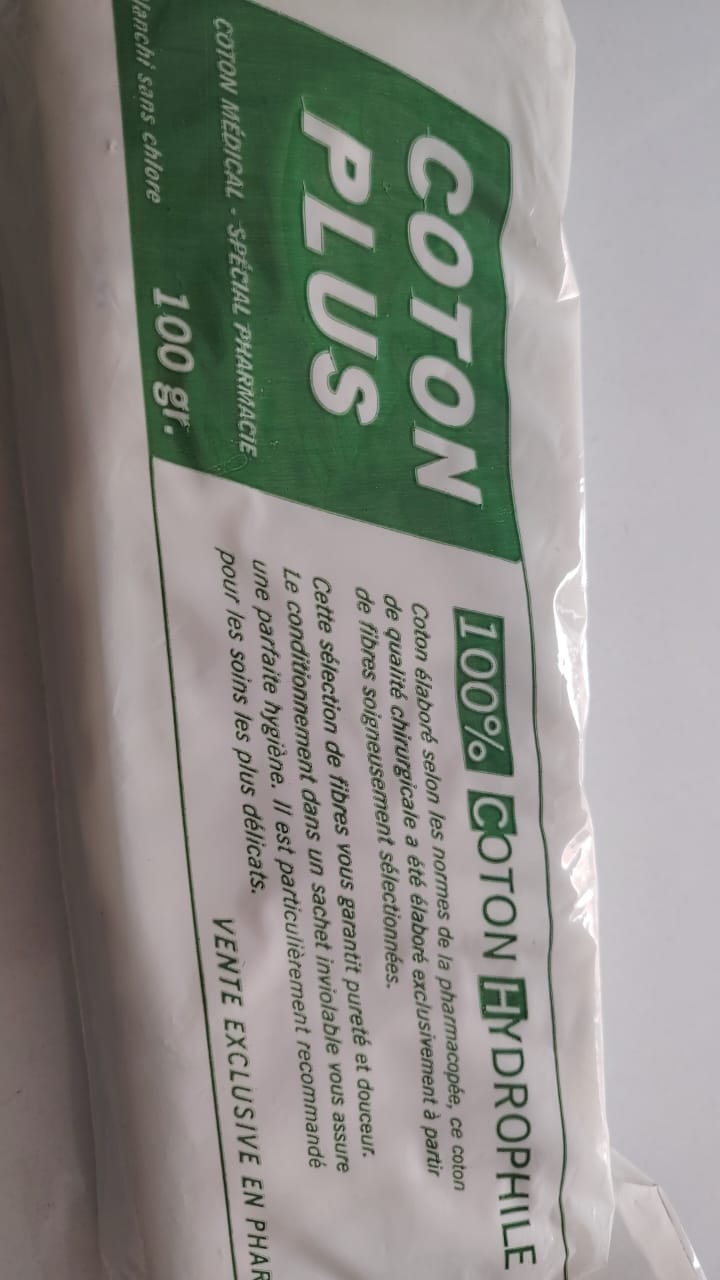 COTON
PLUS
COTON MÉDICAL - SPÉCIAL PHARMACIE
sans chlore
100 gr.
100% COTON HYDROPHILE
Coton élaboré selon les normes de la pharmacopée, ce coton
de qualité chirurgicale a été élaboré exclusivement à partir
de fibres soigneusement sélectionnées.
Cette sélection de fibres vous garantit pureté et douceur.
Le conditionnement dans un sachet inviolable vous assure
une parfaite hygiène. Il est particulièrement recommandé
pour les soins les plus délicats.
VENTE EXCLUSIVE EN PHAR